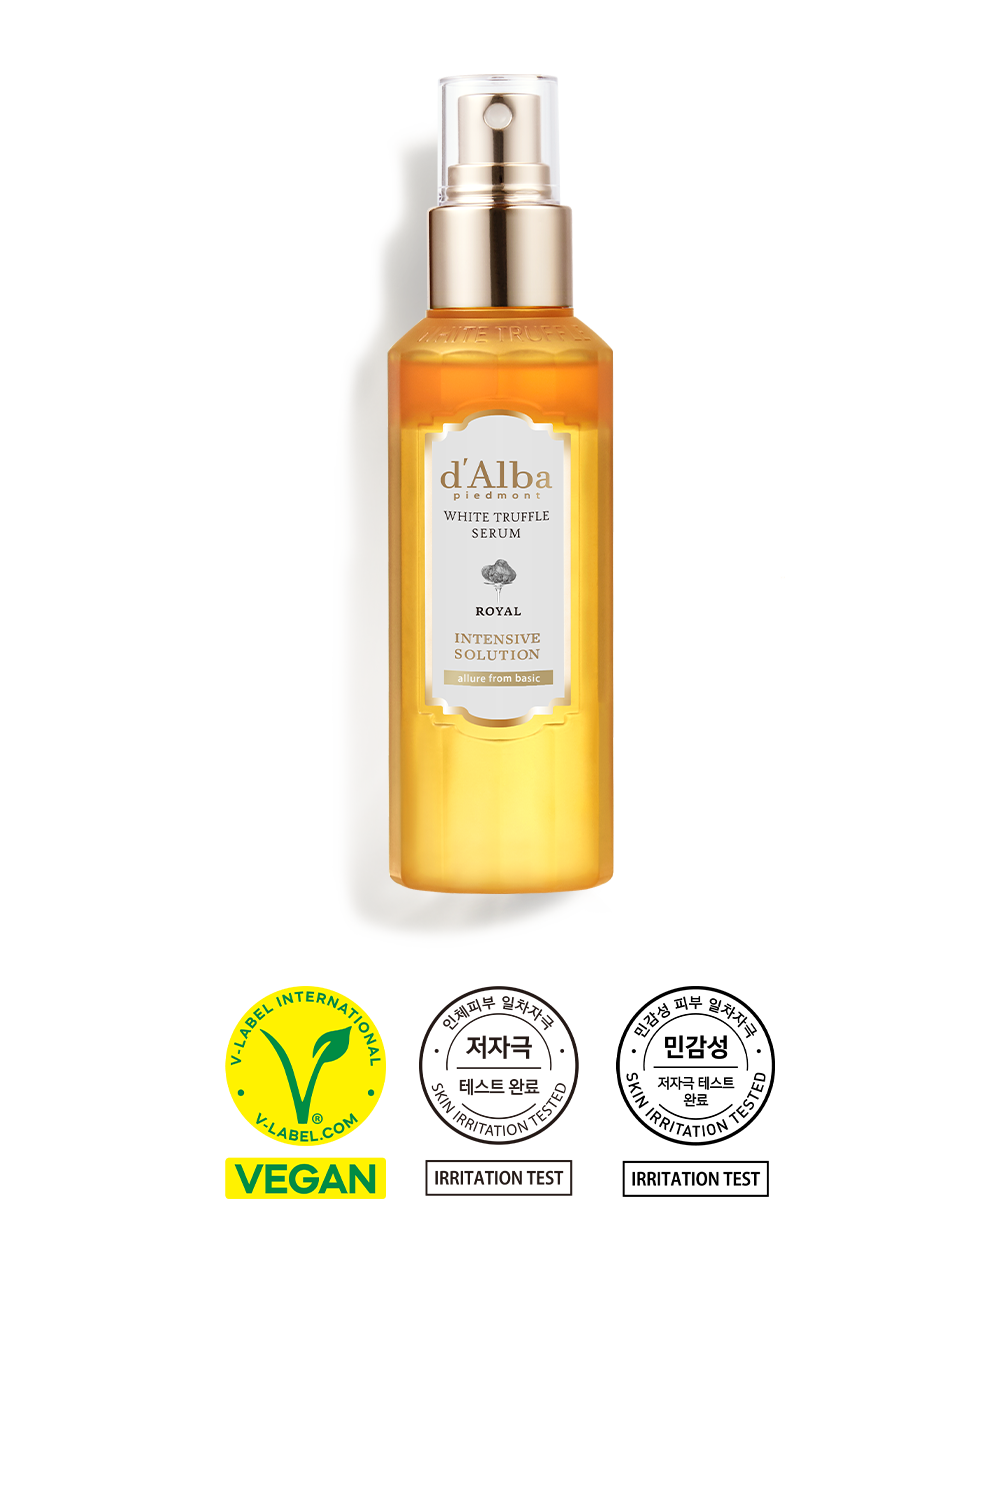 WHITE TRUFFLE
d'Alba
piedmont
WHITE TRUFFLE
SERUM
ROYAL
INTENSIVE
SOLUTION
allure from basic
V-LABEL INTERNATIONAL
V-LABEL.COM
®
VEGAN
인체피부 일차자극
저자극
테스트 완료
SKIN IRRITATION TESTED
IRRITATION TEST
민감성 피부 일차자극
민감성
저자극 테스트
완료
SKIN IRRITATION TESTED
IRRITATION TEST